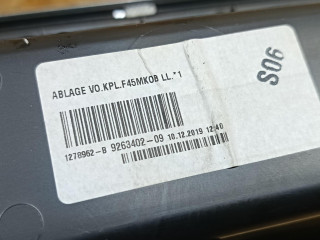 ABLAGE VO.KPL.F45MKOB LL.*1
S06
1278962-B 9263402-09 10.12.2019 12:40